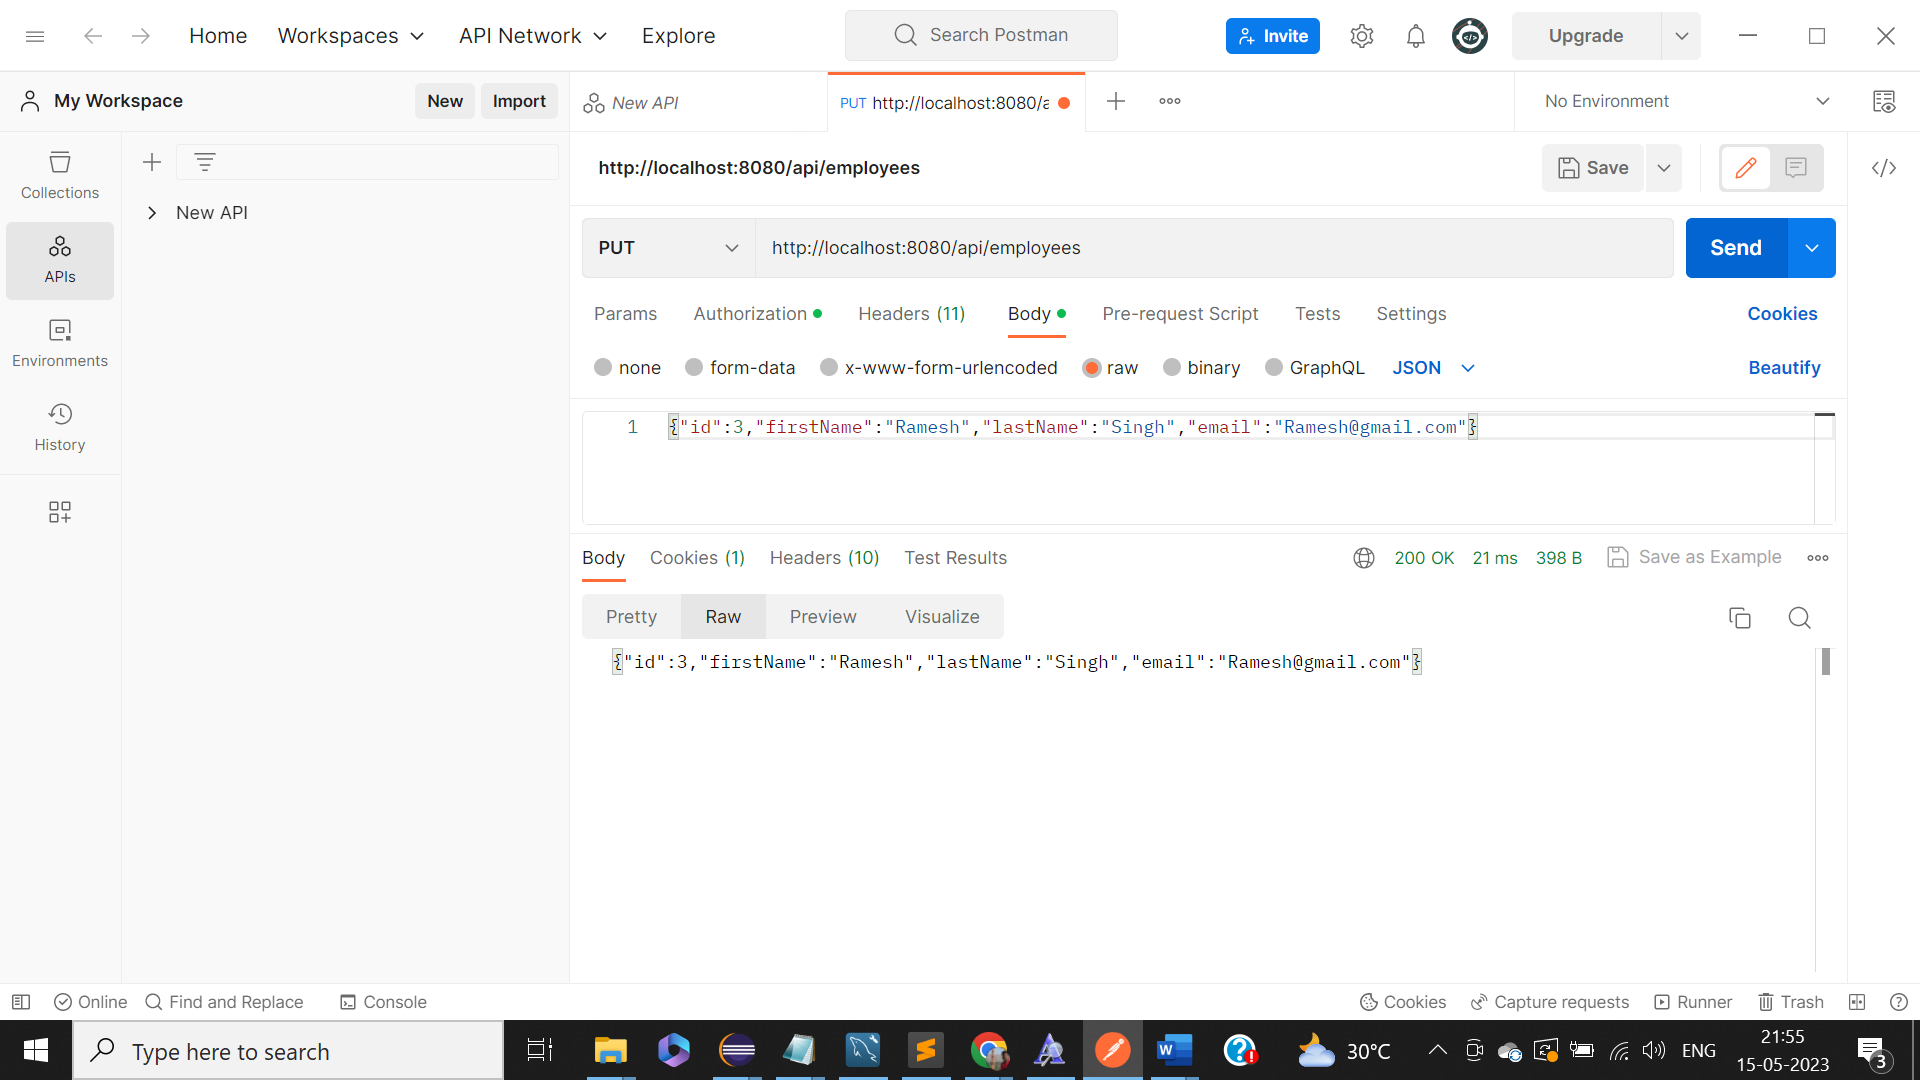 Home Workspaces API Network Explore Search Postman Invite Upgrade
My Workspace New Import New API PUT http://localhost:8080/a No Environment
Collections
APIs
Environments
History
New API
http://localhost:8080/api/employees Save
PUT http://localhost:8080/api/employees Send
Params Authorization Headers (11) Body Pre-request Script Tests Settings Cookies
none form-data x-www-form-urlencoded raw binary GraphQL JSON Beautify
1 {"id":3,"firstName":"Ramesh","lastName":"Singh","email":"Ramesh@gmail.com"}
Body Cookies (1) Headers (10) Test Results 200 OK 21 ms 398 B Save as Example
Pretty Raw Preview Visualize
{"id":3,"firstName":"Ramesh","lastName":"Singh","email":"Ramesh@gmail.com"}
Online Find and Replace Console Cookies Capture requests Runner Trash
Type here to search 30°C ENG 21:55
15-05-2023 3